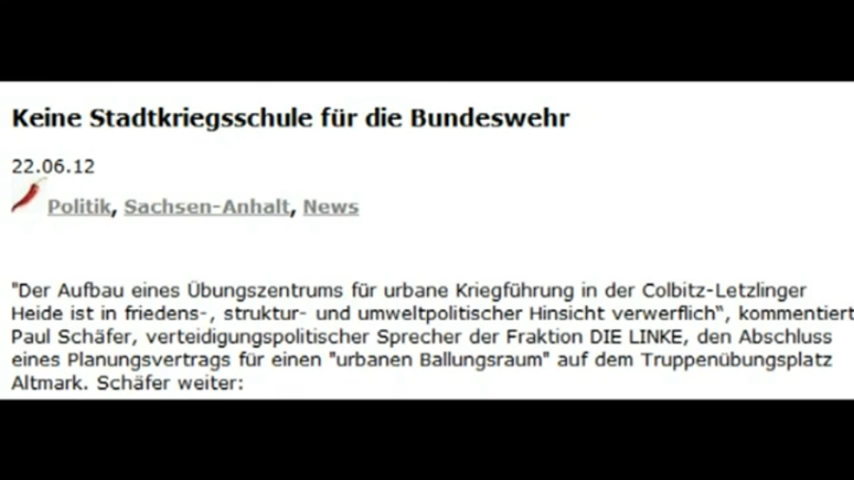 Keine Stadtkriegsschule für die Bundeswehr
22.06.12
Politik, Sachsen-Anhalt, News
"Der Aufbau eines Übungszentrums für urbane Kriegführung in der Colbitz-Letzlinger
Heide ist in friedens-, struktur- und umweltpolitischer Hinsicht verwerflich“, kommentiert
Paul Schäfer, verteidigungspolitischer Sprecher der Fraktion DIE LINKE, den Abschluss
eines Planungsvertrags für einen "urbanen Ballungsraum" auf dem Truppenübungsplatz
Altmark. Schäfer weiter: